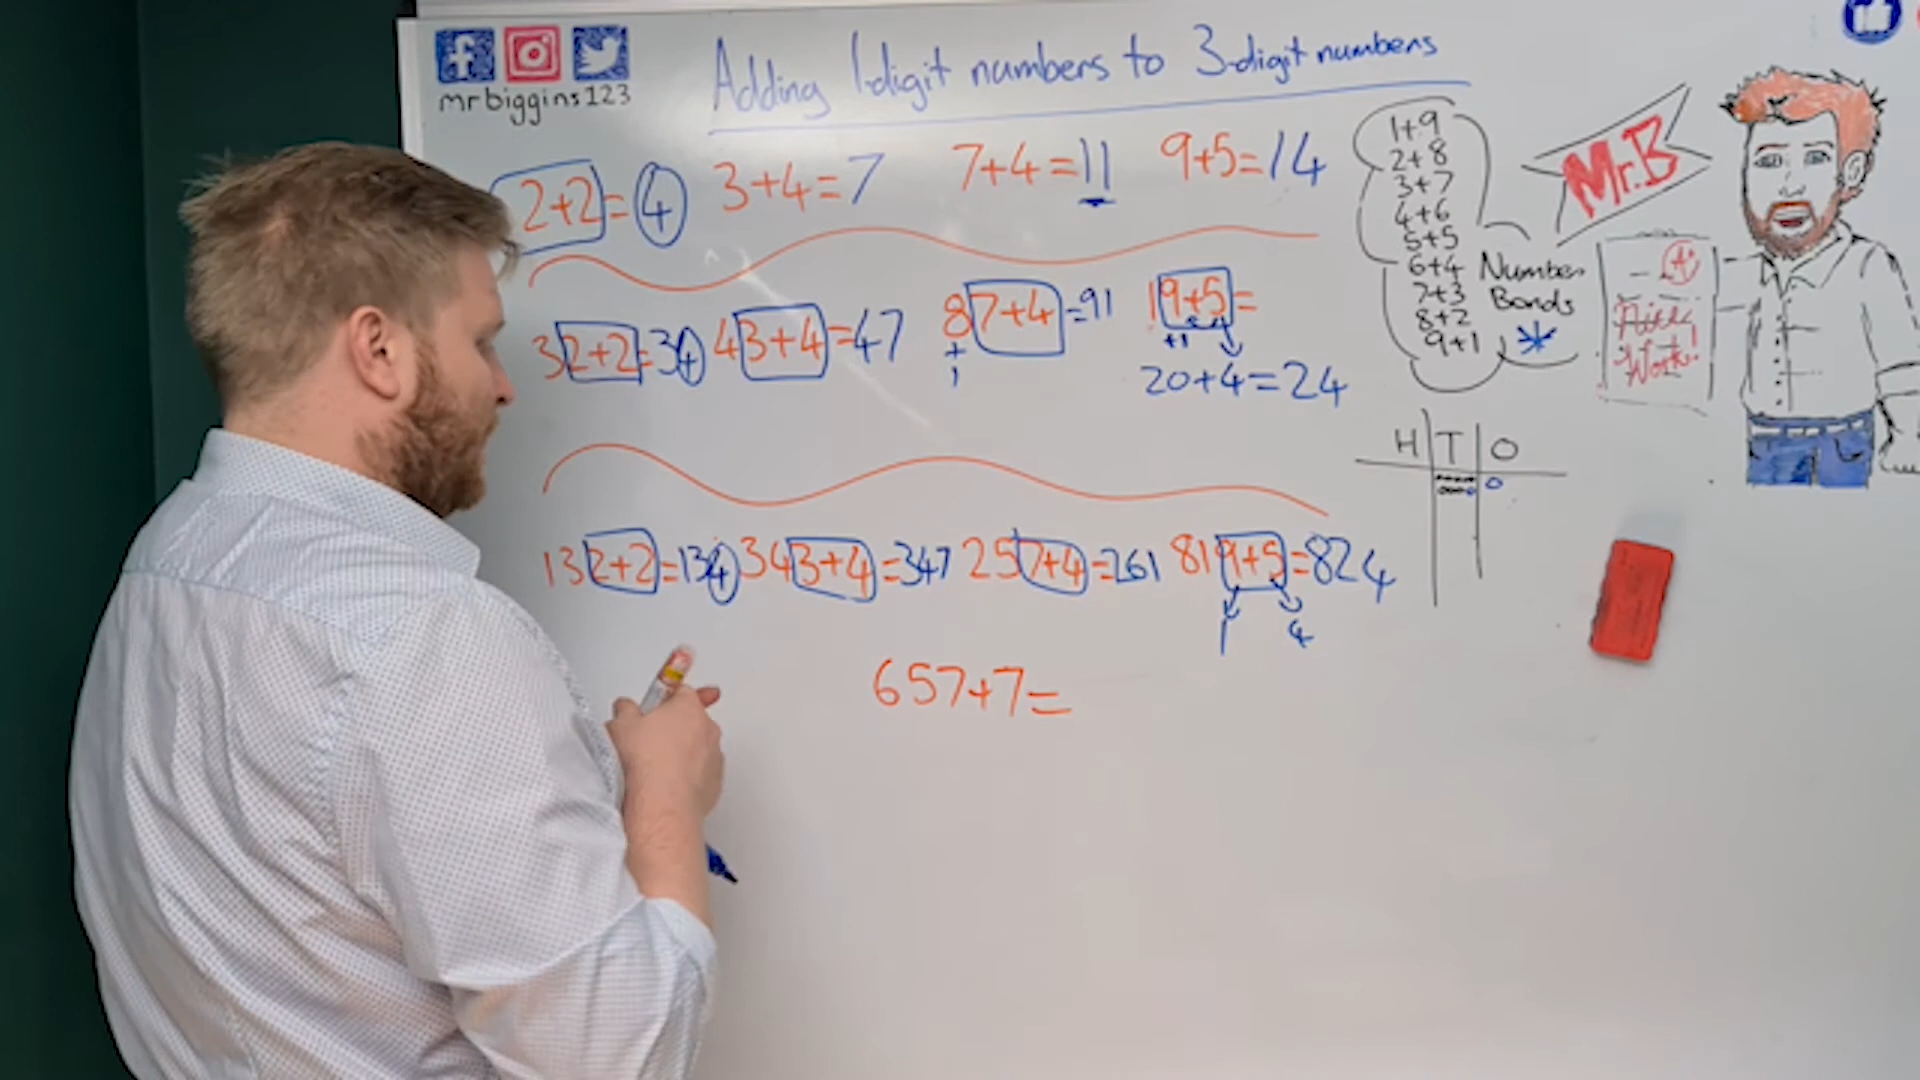 f
mrbiggins123
Adding 1-digit numbers to 3-digit numbers
2+2=4 3+4=7 7+4=11 9+5=14
32+2=34 43+4=47 87+4=91 19+5=
+1 +1
20+4=24
132+2=134 343+4=347 257+4=261 819+5=824
1 4
657+7=
1+9
2+8
3+7
4+6
5+5
6+4
7+3
8+2
9+1
Number
Bonds
Mr.B
A+
Nice
Work!
H T O